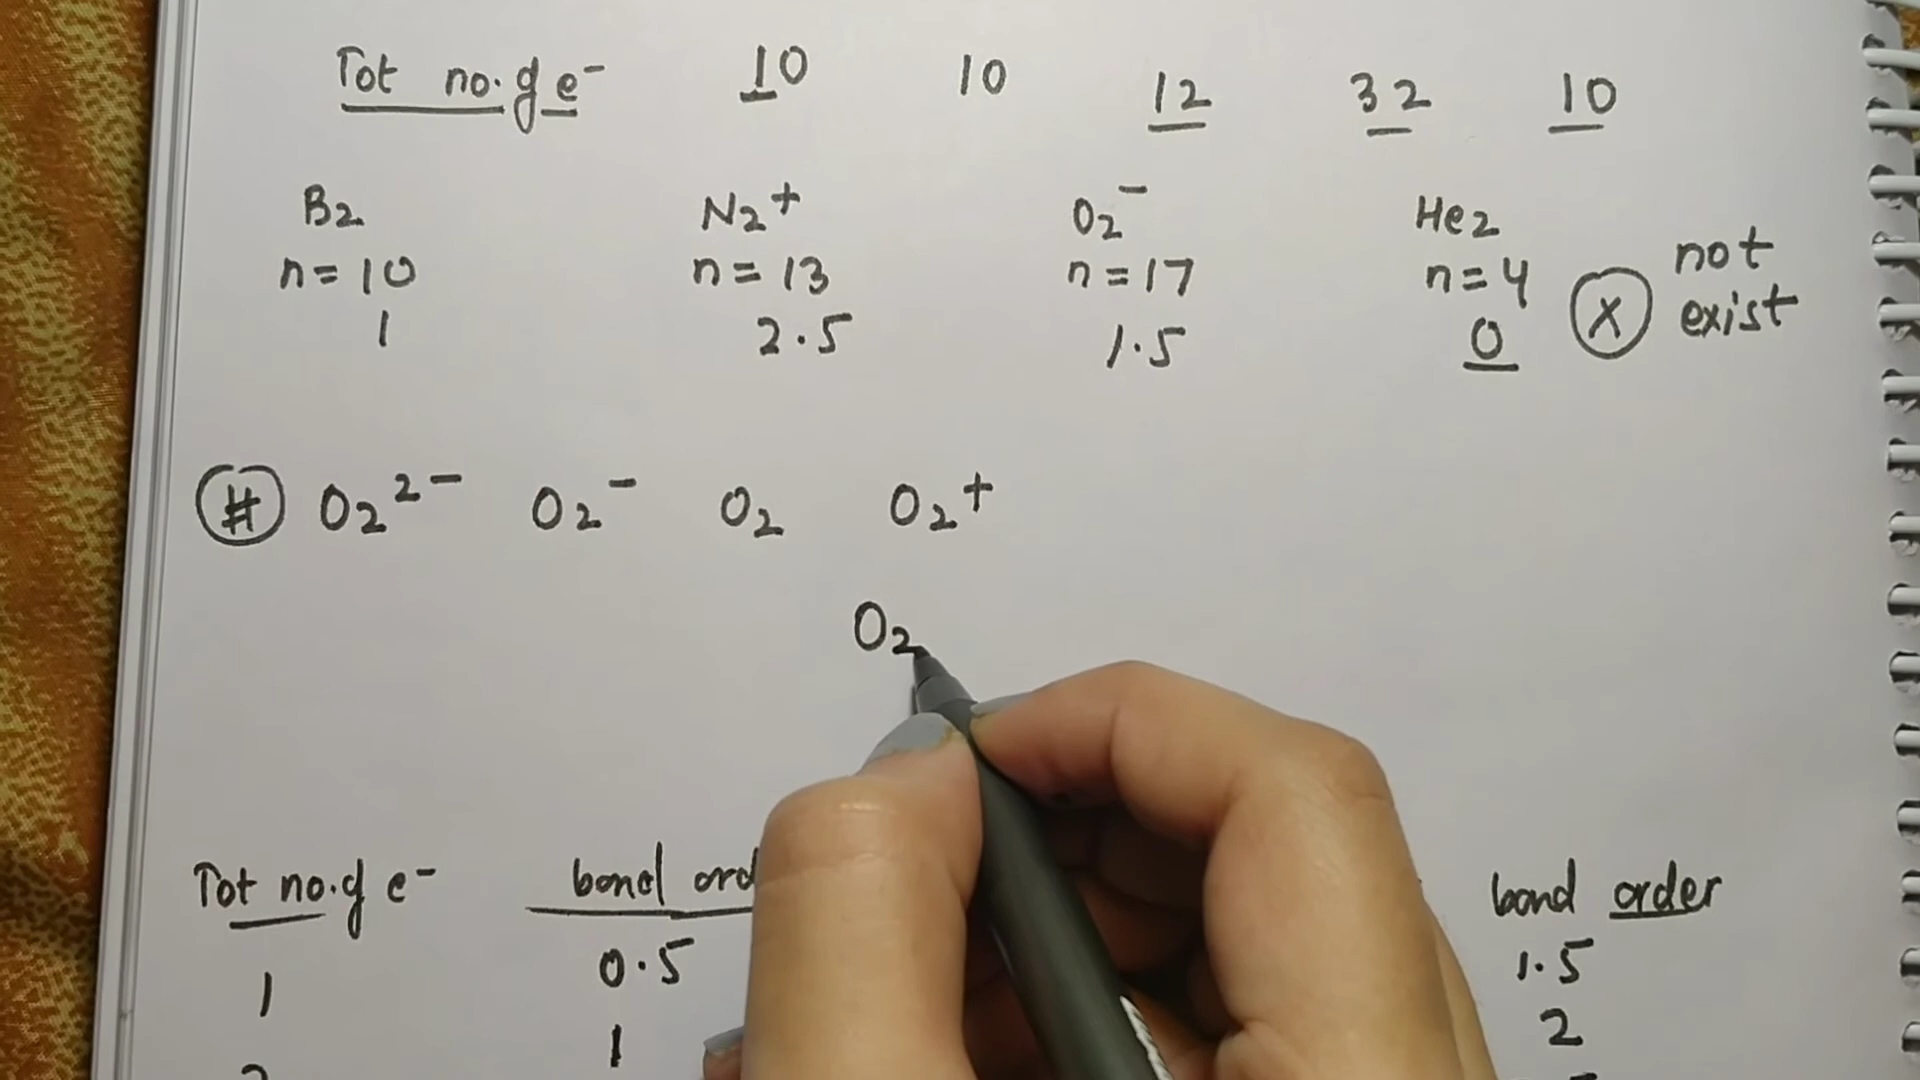 Tot no. of e⁻ 10 10 12 32 10
B₂ N₂⁺ O₂⁻ He₂
n = 10 n = 13 n = 17 n = 4 X not exist
1 2.5 1.5 0
# O₂²⁻ O₂⁻ O₂ O₂⁺
O₂
Tot no. of e⁻ bond ord bond order
1 0.5 1.5
1 2